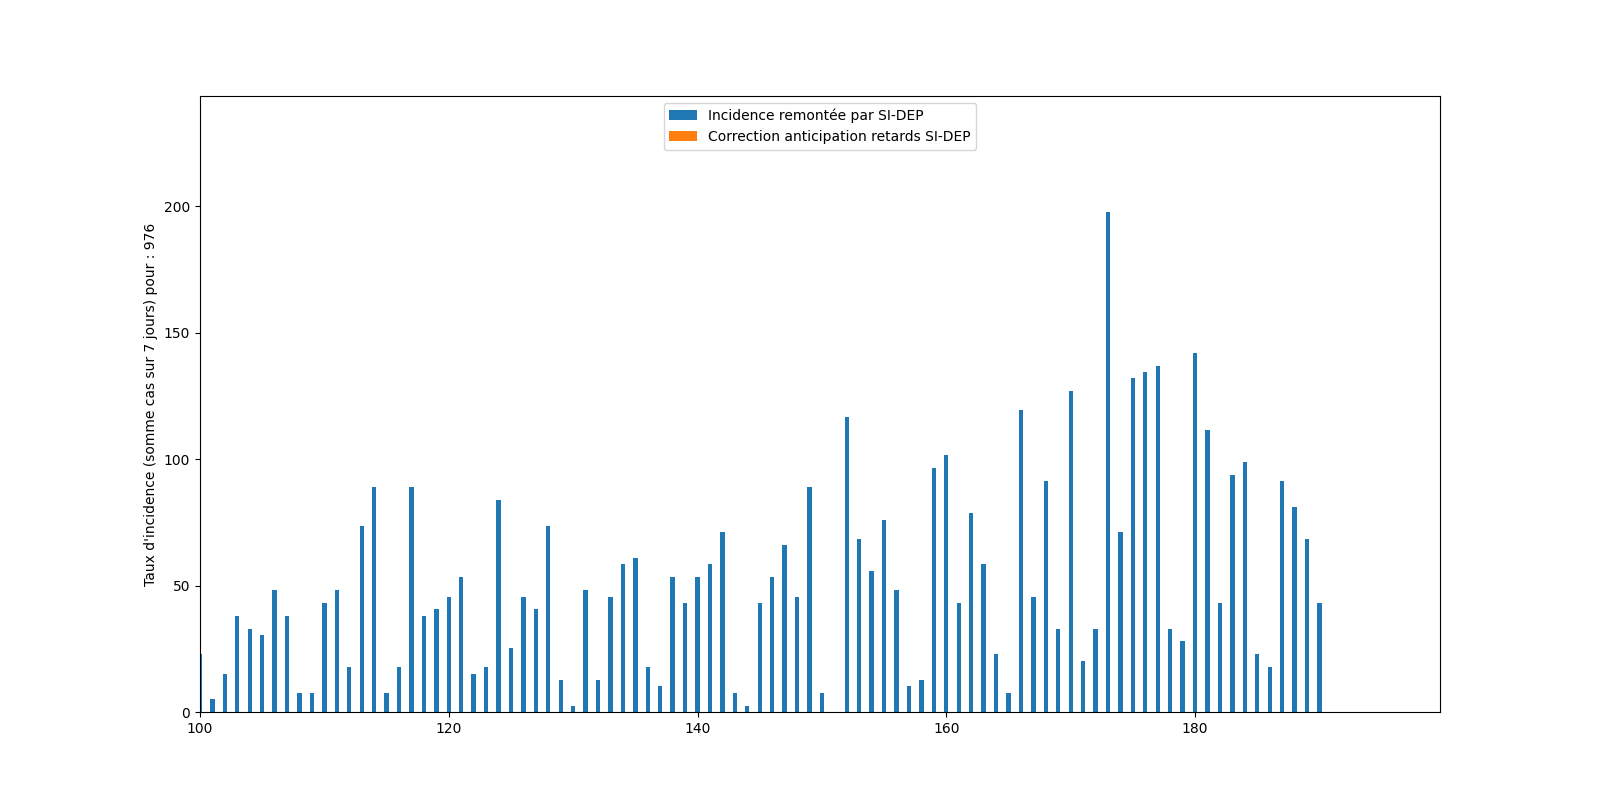 Incidence remontée par SI-DEP
Correction anticipation retards SI-DEP
Taux d'incidence (somme cas sur 7 jours) pour : 976
200
150
100
50
0
100 120 140 160 180